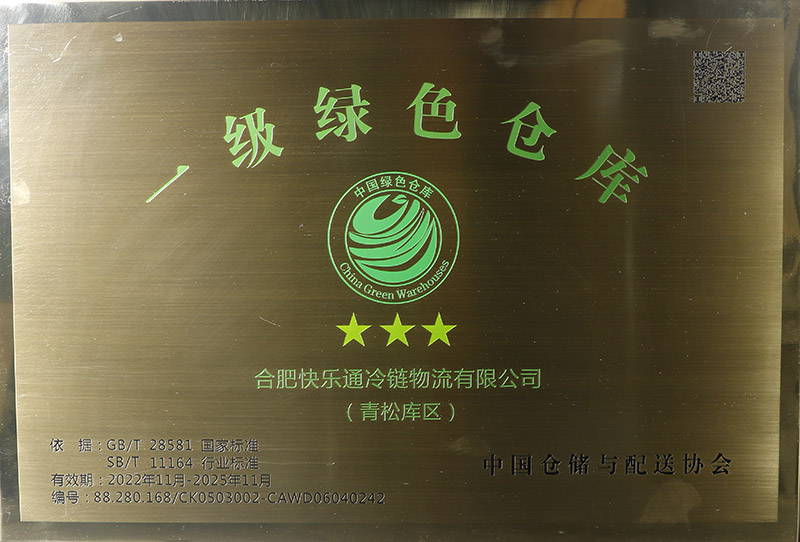 一级绿色仓库
中国绿色仓库
China Green Warehouses
合肥快乐通冷链物流有限公司
（青松库区）
依 据：GB/T 28581 国家标准
SB/T 11164 行业标准
有效期：2022年11月-2025年11月
编号：88.280.168/CK0503002-CAWD06040242
中国仓储与配送协会